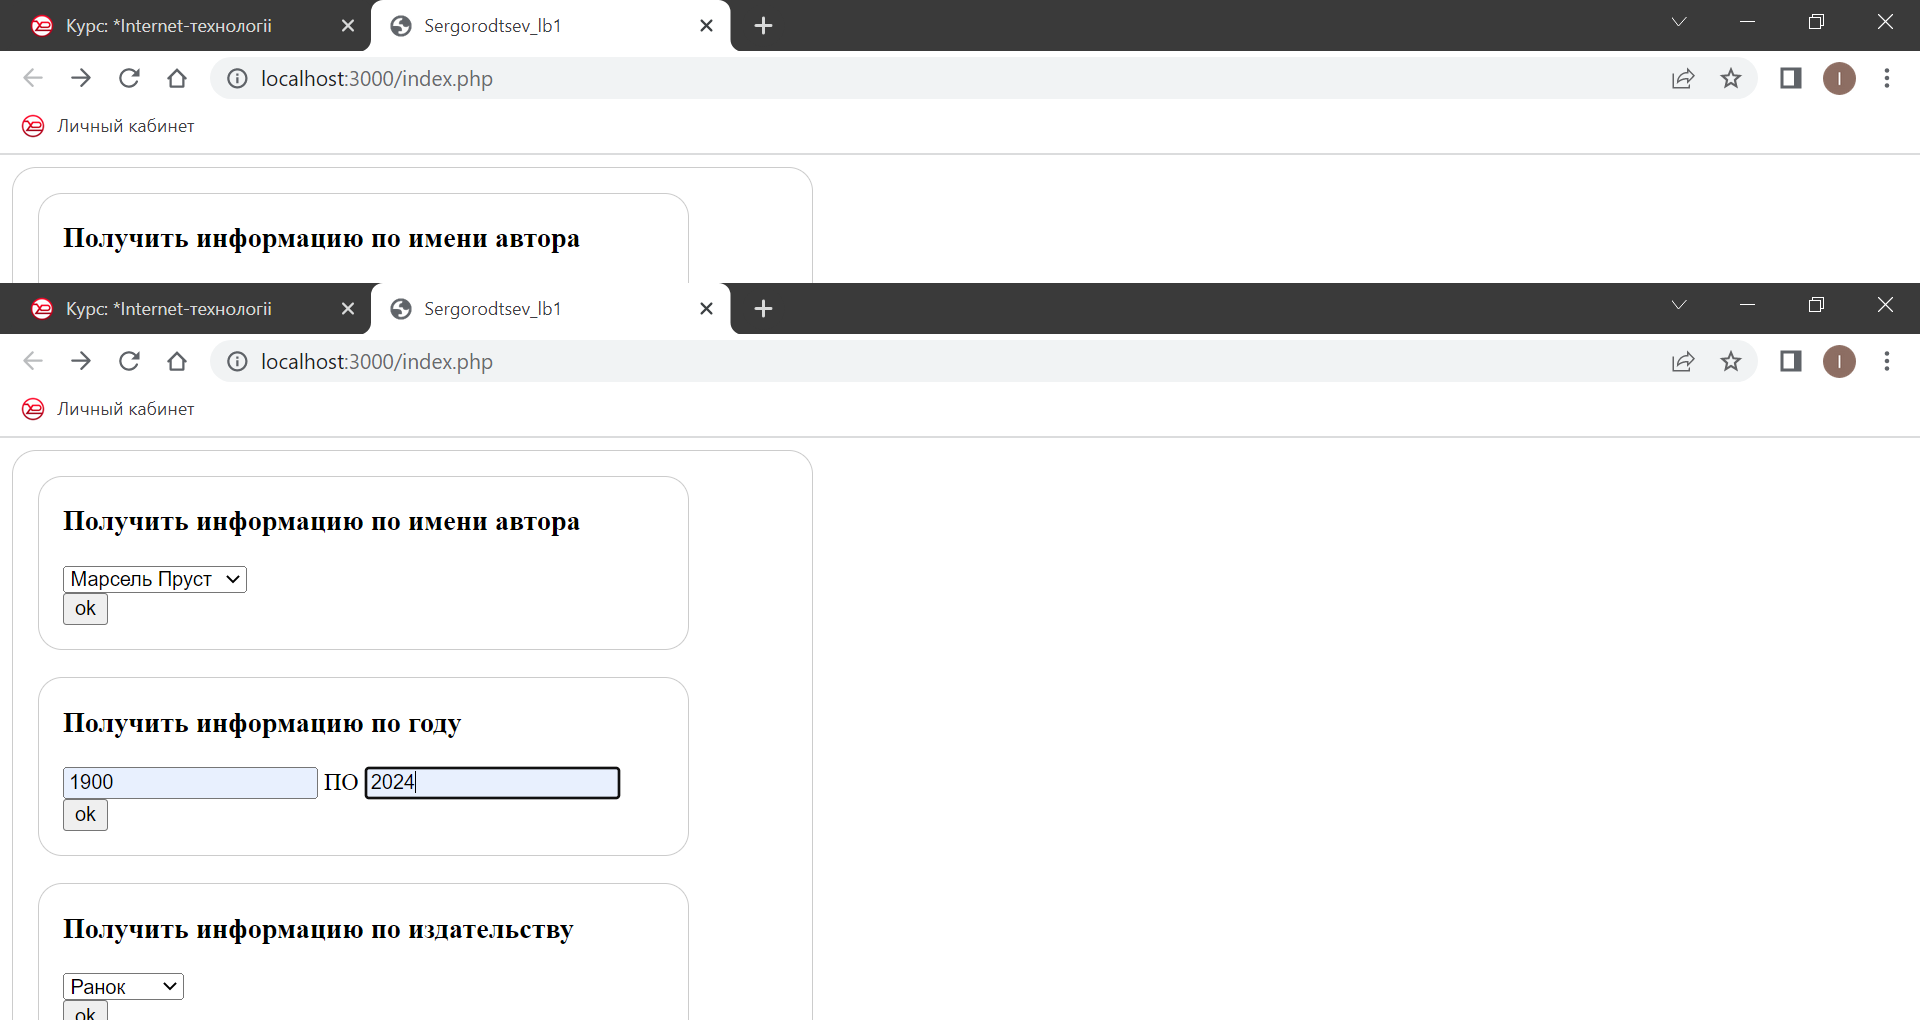 Курс: *Internet-технологіі
Sergorodtsev_lb1
localhost:3000/index.php
I
Личный кабинет
Получить информацию по имени автора
Курс: *Internet-технологіі
Sergorodtsev_lb1
localhost:3000/index.php
I
Личный кабинет
Получить информацию по имени автора
Марсель Пруст
ok
Получить информацию по году
1900 ПО 2024
ok
Получить информацию по издательству
Ранок
ok